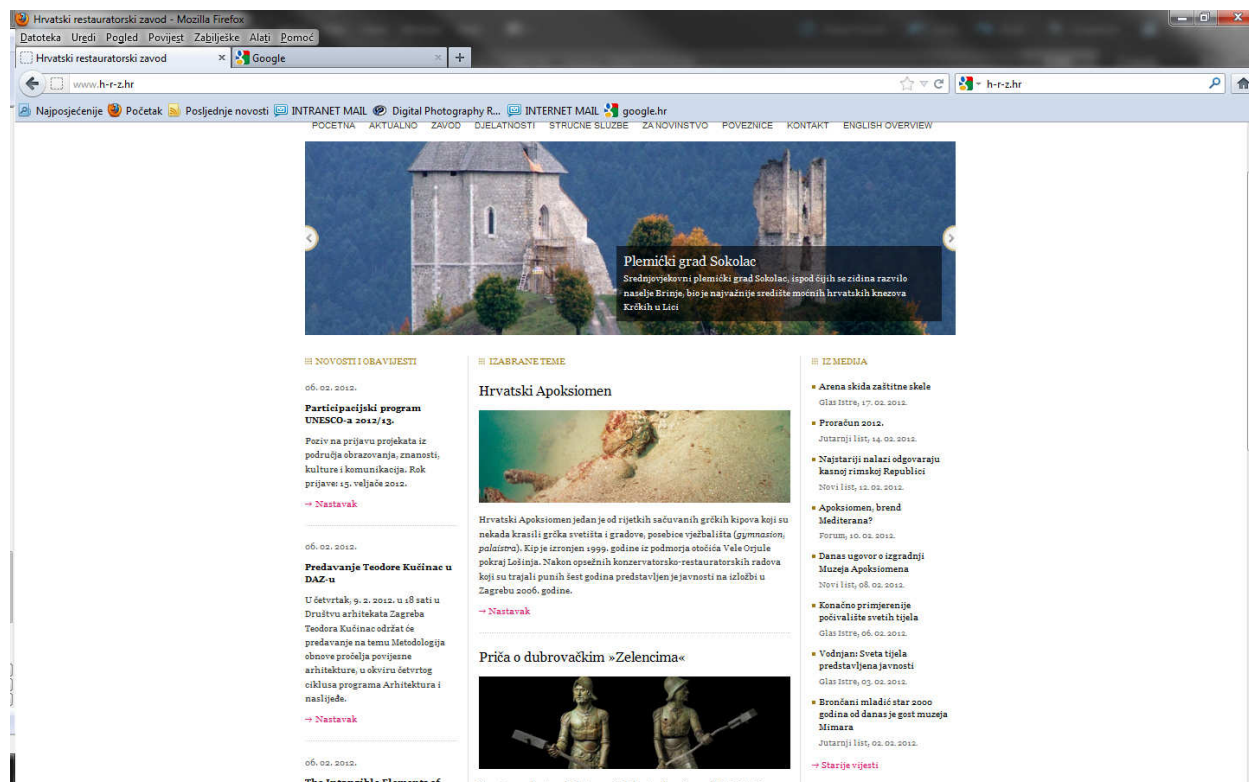 Hrvatski restauratorski zavod - Mozilla Firefox
Datoteka Uredi Pogled Povijest Zabilješke Alati Pomoć
Hrvatski restauratorski zavod
Google
www.h-r-z.hr
h-r-z.hr
Najposjećenije Početak Posljednje novosti INTRANET MAIL Digital Photography R... INTERNET MAIL google.hr
POČETNA AKTUALNO ZAVOD DJELATNOSTI STRUČNE SLUŽBE ZA NOVINSTVO POVEZNICE KONTAKT ENGLISH OVERVIEW
Plemićki grad Sokolac
Srednjovjekovni plemićki grad Sokolac, ispod čijih se zidina razvilo
naselje Brinje, bio je najvažnije središte moćnih hrvatskih knezova
Krčkih u Lici
NOVOSTI I OBAVIJESTI
06. 02. 2012.
Participacijski program
UNESCO-a 2012/13.
Poziv na prijavu projekata iz
područja obrazovanja, znanosti,
kulture i komunikacija. Rok
prijave: 15. veljače 2012.
→ Nastavak
06. 02. 2012.
Predavanje Teodore Kučinac u
DAZ-u
U četvrtak, 9. 2. 2012. u 18 sati u
Društvu arhitekata Zagreba
Teodora Kučinac održat će
predavanje na temu Metodologija
obnove pročelja povijesne
arhitekture, u okviru četvrtog
ciklusa programa Arhitektura i
naslijeđe.
→ Nastavak
06. 02. 2012.
The Intangible Elements of
IZABRANE TEME
Hrvatski Apoksiomen
Hrvatski Apoksiomen jedan je od rijetkih sačuvanih grčkih kipova koji su
nekada krasili grčka svetišta i gradove, posebice vježbališta (gymnasion,
palaistra). Kip je izronjen 1999. godine iz podmorja otočića Vele Orjule
pokraj Lošinja. Nakon opsežnih konzervatorsko-restauratorskih radova
koji su trajali punih šest godina predstavljen je javnosti na izložbi u
Zagrebu 2006. godine.
→ Nastavak
Priča o dubrovačkim »Zelencima«
IZ MEDIJA
Arena skida zaštitne skele
Glas Istre, 17. 02. 2012.
Proračun 2012.
Jutarnji list, 14. 02. 2012.
Najstariji nalazi odgovaraju
kasnoj rimskoj Republici
Novi list, 12. 02. 2012.
Apoksiomen, brend
Mediterana?
Forum, 10. 02. 2012.
Danas ugovor o izgradnji
Muzeja Apoksiomena
Novi list, 08. 02. 2012.
Konačno primjerenije
počivalište svetih tijela
Glas Istre, 06. 02. 2012.
Vodnjan: Sveta tijela
predstavljena javnosti
Glas Istre, 03. 02. 2012.
Brončani mladić star 2000
godina od danas je gost muzeja
Mimara
Jutarnji list, 02. 02. 2012.
→ Starije vijesti